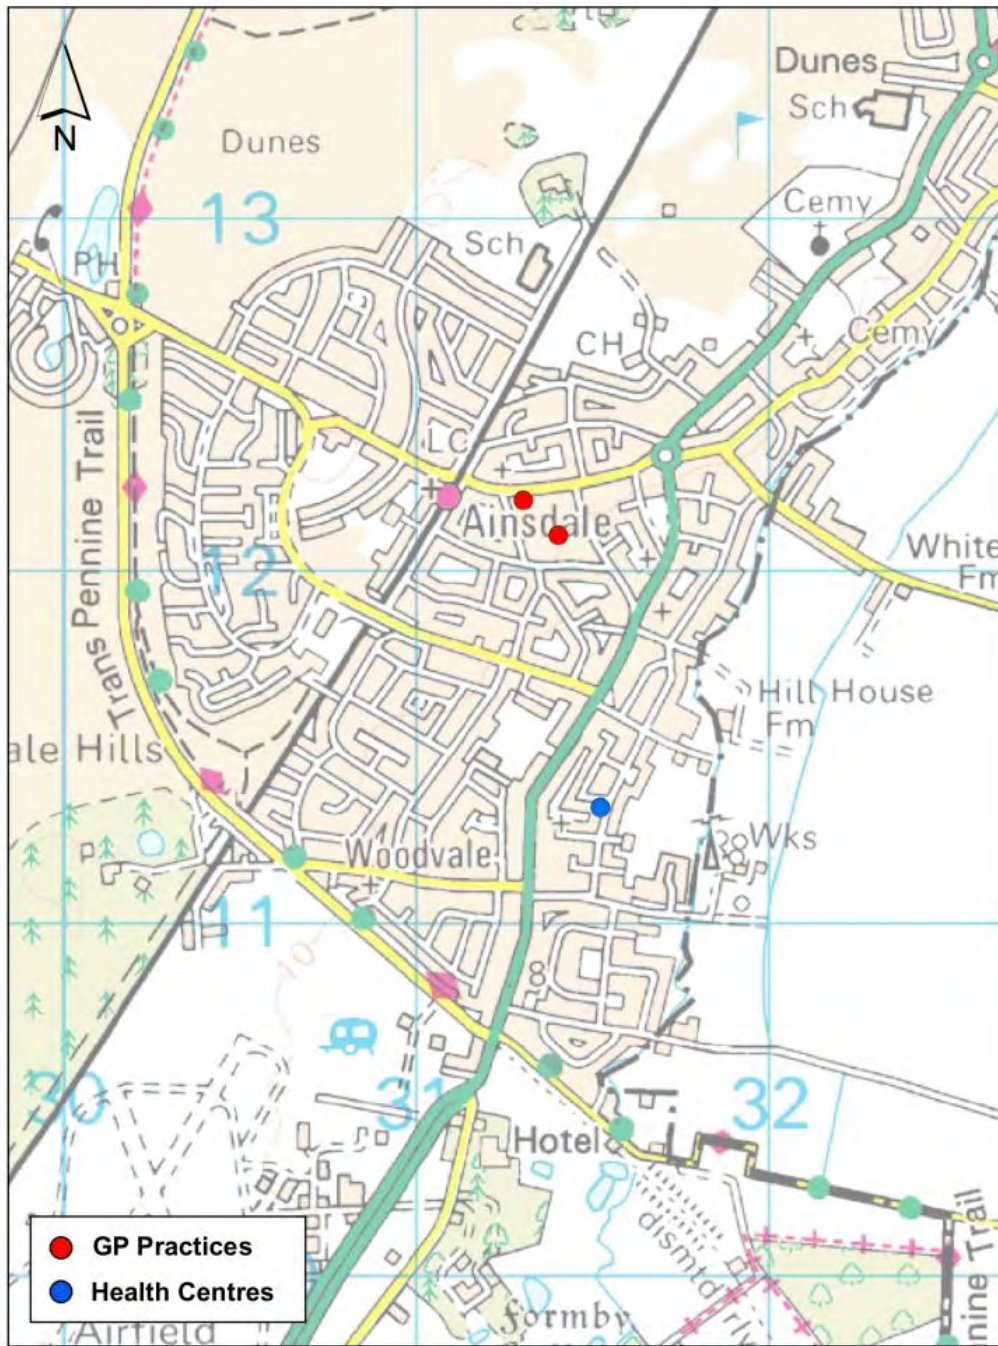 Dunes
Sch
N
Dunes
13
Cemy
Sch
PH
CH
Cemy
LC
Ainsdale
Trans Pennine Trail
12
White
Fm
Hill House
Fm
ale Hills
Wks
Woodvale
11
10
8
30
31
32
Hotel
dismtd rly
nnine Trail
GP Practices
Health Centres
Airfield
formby